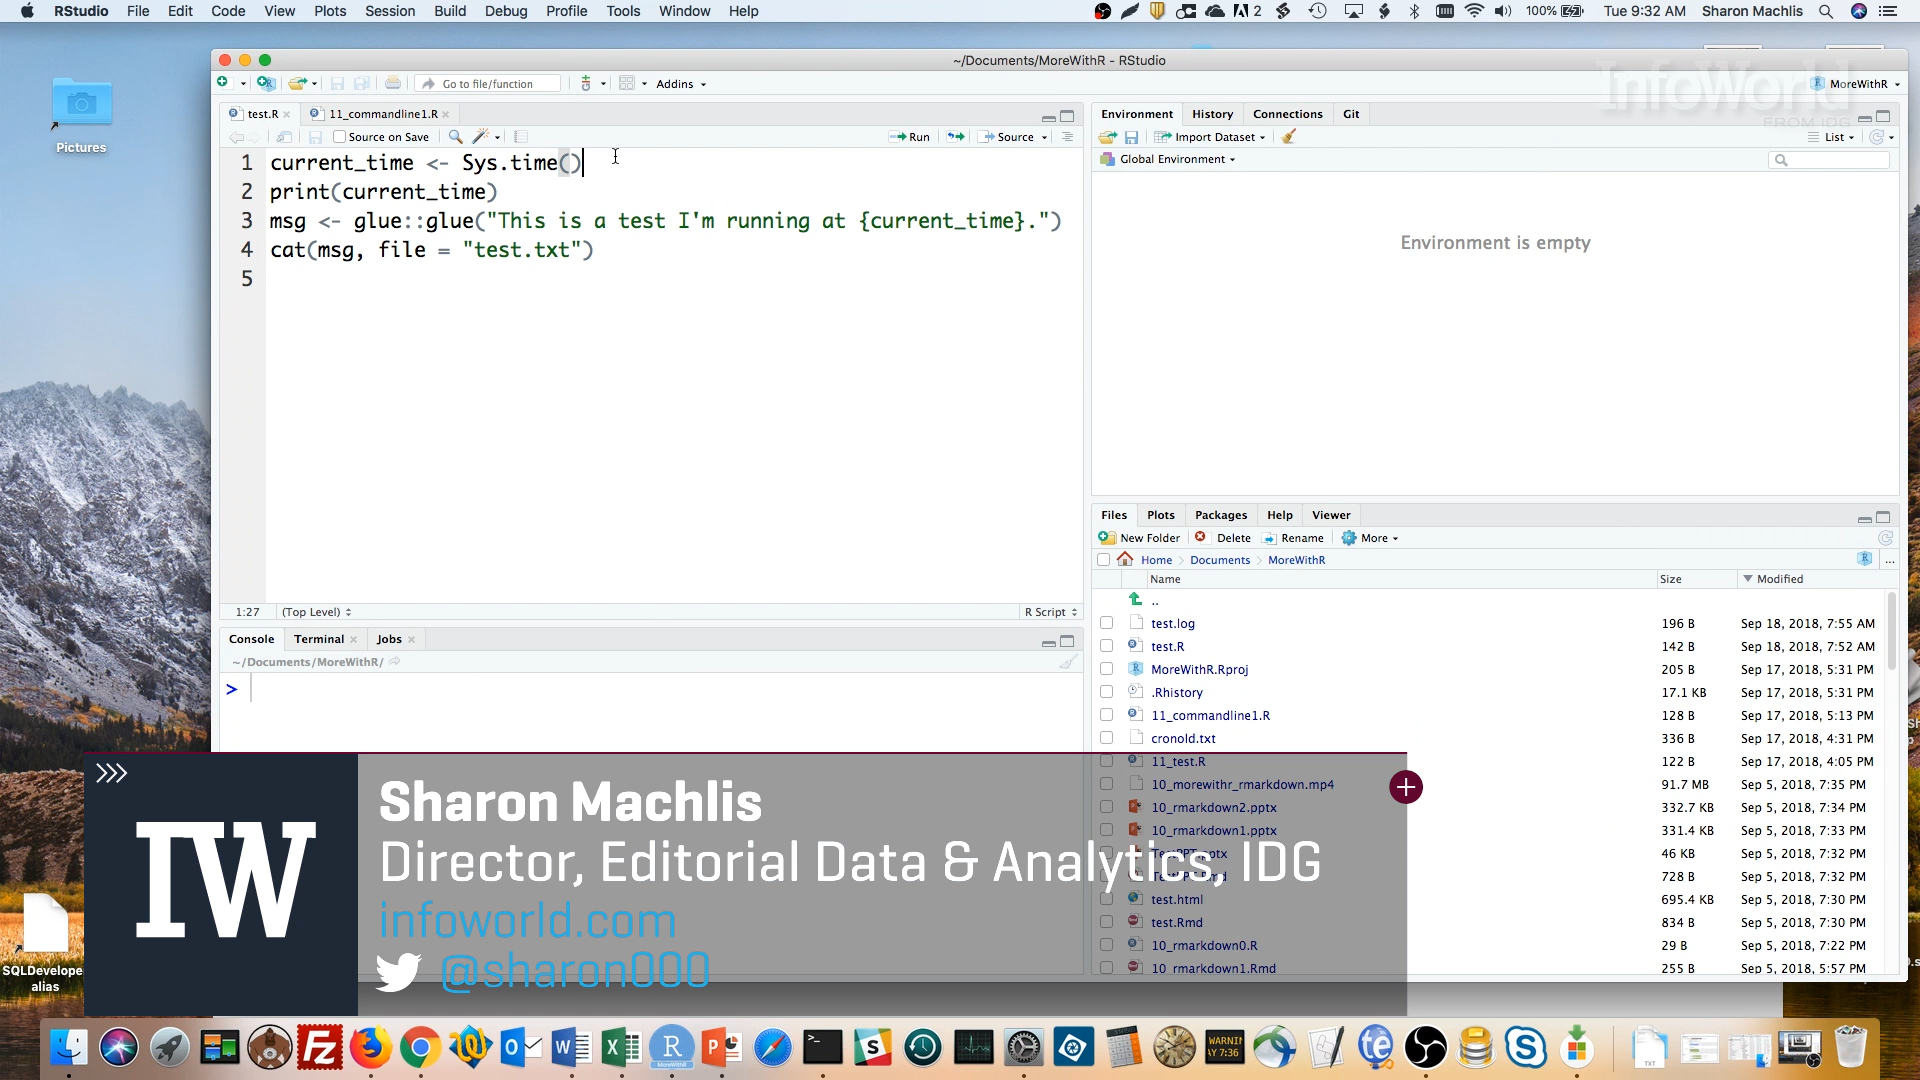 RStudio File Edit Code View Plots Session Build Debug Profile Tools Window Help
2 100% Tue 9:32 AM Sharon Machlis
~/Documents/MoreWithR - RStudio
Go to file/function Addins MoreWithR
InfoWorld
FROM IDG
Pictures
test.R 11_commandline1.R
Source on Save Run Source
1 current_time <- Sys.time()
2 print(current_time)
3 msg <- glue::glue("This is a test I'm running at {current_time}.")
4 cat(msg, file = "test.txt")
5
1:27 (Top Level) R Script
Console Terminal Jobs
~/Documents/MoreWithR/
>
Environment History Connections Git
Import Dataset List
Global Environment
Environment is empty
Files Plots Packages Help Viewer
New Folder Delete Rename More
Home Documents MoreWithR ...
Name Size Modified
..
test.log 196 B Sep 18, 2018, 7:55 AM
test.R 142 B Sep 18, 2018, 7:52 AM
MoreWithR.Rproj 205 B Sep 17, 2018, 5:31 PM
.Rhistory 17.1 KB Sep 17, 2018, 5:31 PM
11_commandline1.R 128 B Sep 17, 2018, 5:13 PM
cronold.txt 336 B Sep 17, 2018, 4:31 PM
11_test.R 122 B Sep 17, 2018, 4:05 PM
10_morewithr_rmarkdown.mp4 91.7 MB Sep 5, 2018, 7:35 PM
10_rmarkdown2.pptx 332.7 KB Sep 5, 2018, 7:34 PM
10_rmarkdown1.pptx 331.4 KB Sep 5, 2018, 7:33 PM
TestPPT.pptx 46 KB Sep 5, 2018, 7:32 PM
728 B Sep 5, 2018, 7:32 PM
test.html 695.4 KB Sep 5, 2018, 7:30 PM
test.Rmd 834 B Sep 5, 2018, 7:30 PM
10_rmarkdown0.R 29 B Sep 5, 2018, 7:22 PM
10_rmarkdown1.Rmd 255 B Sep 5, 2018, 5:57 PM
IW
Sharon Machlis
Director, Editorial Data & Analytics, IDG
infoworld.com
@sharon000
SQLDevelope
alias